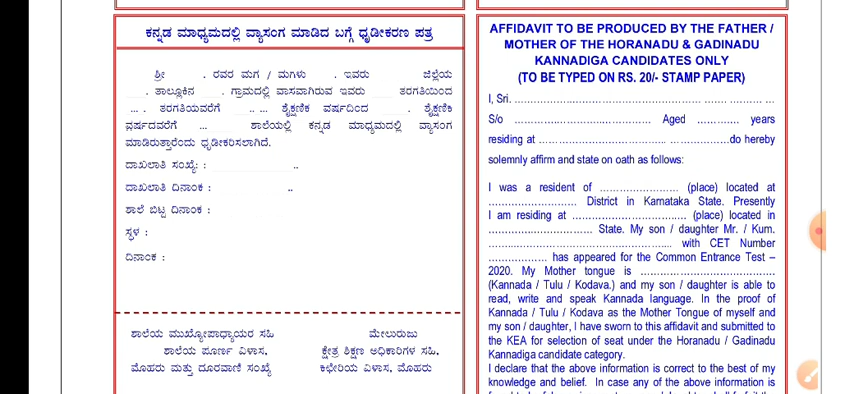 ಕನ್ನಡ ಮಾಧ್ಯಮದಲ್ಲಿ ವ್ಯಾಸಂಗ ಮಾಡಿದ ಬಗ್ಗೆ ಧೃಡೀಕರಣ ಪತ್ರ
ಶ್ರೀ . ರವರ ಮಗ / ಮಗಳು . ಇವರು ಜಿಲ್ಲೆಯ
. ತಾಲ್ಲೂಕಿನ . ಗ್ರಾಮದಲ್ಲಿ ವಾಸವಾಗಿರುವ ಇವರು ತರಗತಿಯಿಂದ
... . ತರಗತಿಯವರೆಗೆ .. ... ಶೈಕ್ಷಣಿಕ ವರ್ಷದಿಂದ . ಶೈಕ್ಷಣಿಕ
ವರ್ಷದವರೆಗೆ ... ಶಾಲೆಯಲ್ಲಿ ಕನ್ನಡ ಮಾಧ್ಯಮದಲ್ಲಿ ವ್ಯಾಸಂಗ
ಮಾಡಿರುತ್ತಾರೆಂದು ಧೃಡೀಕರಿಸಲಾಗಿದೆ.
ದಾಖಲಾತಿ ಸಂಖ್ಯೆ: : ..
ದಾಖಲಾತಿ ದಿನಾಂಕ : ..
ಶಾಲೆ ಬಿಟ್ಟ ದಿನಾಂಕ :
ಸ್ಥಳ :
ದಿನಾಂಕ :
ಶಾಲೆಯ ಮುಖ್ಯೋಪಾಧ್ಯಾಯರ ಸಹಿ ಮೇಲುರುಜು
ಶಾಲೆಯ ಪೂರ್ಣ ವಿಳಾಸ, ಕ್ಷೇತ್ರ ಶಿಕ್ಷಣ ಅಧಿಕಾರಿಗಳ ಸಹಿ,
ಮೊಹರು ಮತ್ತು ದೂರವಾಣಿ ಸಂಖ್ಯೆ ಕಛೇರಿಯ ವಿಳಾಸ, ಮೊಹರು
AFFIDAVIT TO BE PRODUCED BY THE FATHER /
MOTHER OF THE HORANADU & GADINADU
KANNADIGA CANDIDATES ONLY
(TO BE TYPED ON RS. 20/- STAMP PAPER)
I, Sri. ................................................ ....... .......... ...
S/o .......................................... Aged ............ years
residing at ...................................... ..................do hereby
solemnly affirm and state on oath as follows:
I was a resident of ........................ (place) located at
........................... District in Karnataka State. Presently
I am residing at ................................ (place) located in
............................... State. My son / daughter Mr. / Kum.
...................................................... with CET Number
.................. has appeared for the Common Entrance Test –
2020. My Mother tongue is ........................................
(Kannada / Tulu / Kodava.) and my son / daughter is able to
read, write and speak Kannada language. In the proof of
Kannada / Tulu / Kodava as the Mother Tongue of myself and
my son / daughter, I have sworn to this affidavit and submitted to
the KEA for selection of seat under the Horanadu / Gadinadu
Kannadiga candidate category.
I declare that the above information is correct to the best of my
knowledge and belief. In case any of the above information is